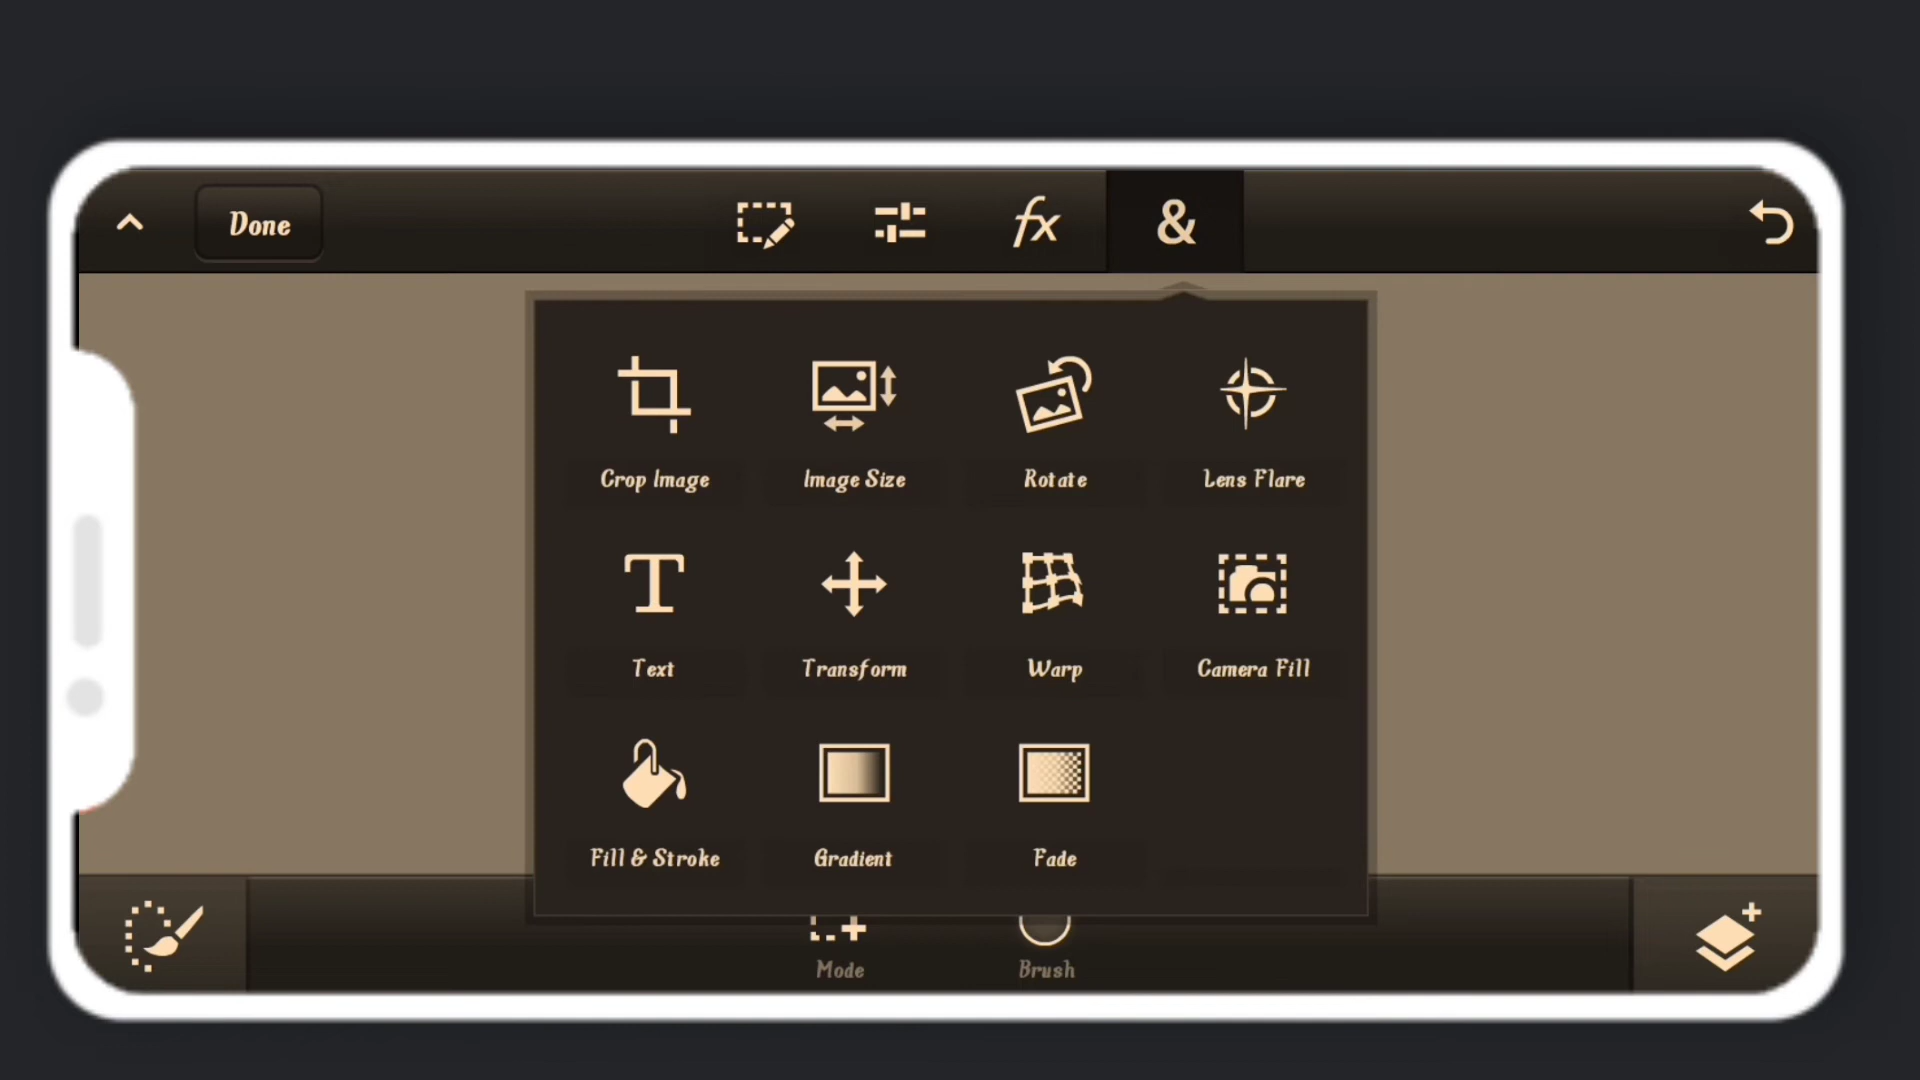 Done
fx
&
Crop Image
Image Size
Rotate
Lens Flare
Text
Transform
Warp
Camera Fill
Fill & Stroke
Gradient
Fade
Mode
Brush